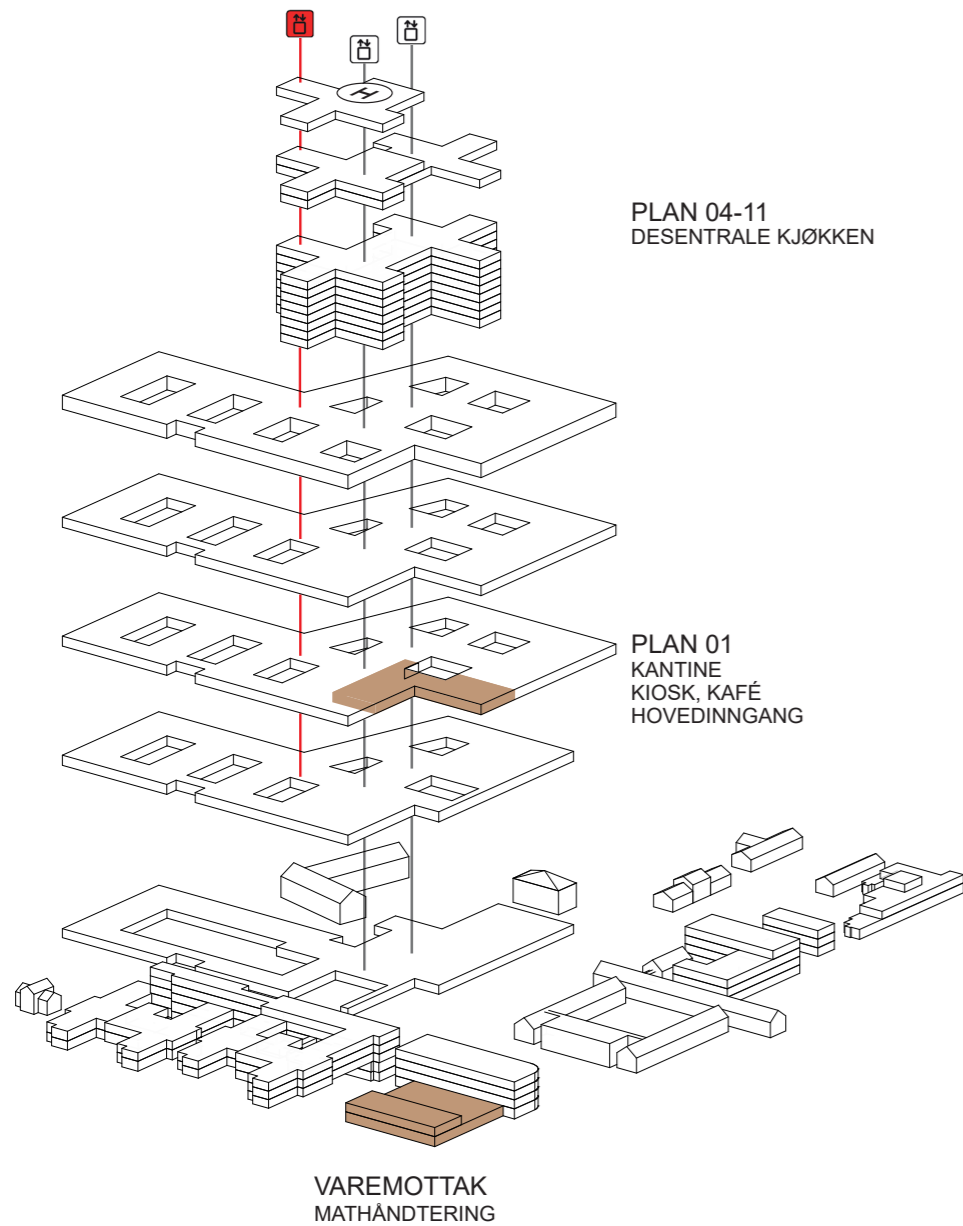 H
PLAN 04-11
DESENTRALE KJØKKEN
PLAN 01
KANTINE
KIOSK, KAFÉ
HOVEDINNGANG
VAREMOTTAK
MATHÅNDTERING